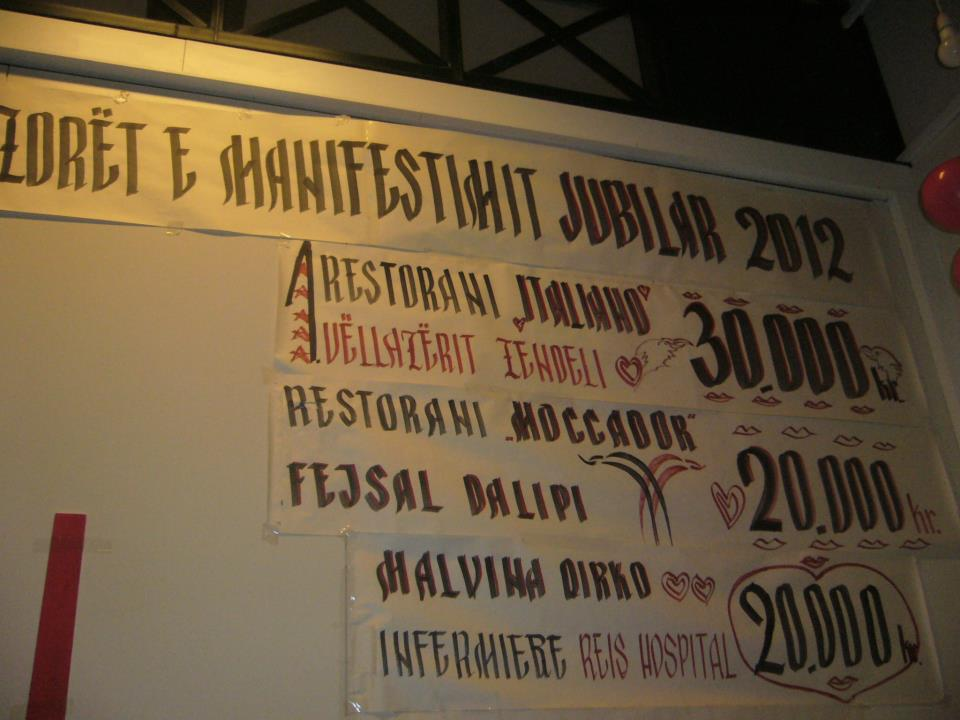 ZORËT E MANIFESTIMIT JUBILAR 2012
1. RESTORANI ITALIANO 30.000 kr.
VËLLAZËRIT ZENDELI
RESTORANI „MOCCADOR"
FEJSAL DALIPI 20.000 kr.
MALVINA DIRKO
INFERMIERE REIS HOSPITAL 20.000 kr.